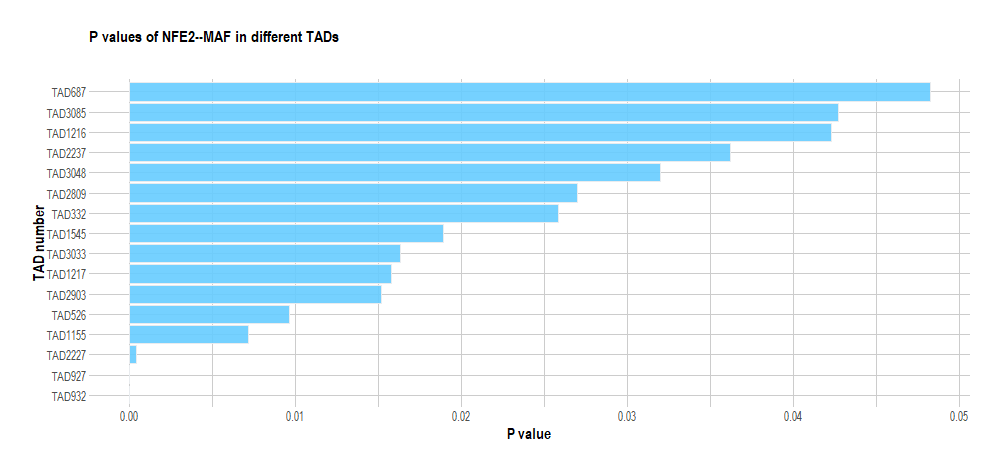 P values of NFE2--MAF in different TADs
TAD number
TAD687
TAD3085
TAD1216
TAD2237
TAD3048
TAD2809
TAD332
TAD1545
TAD3033
TAD1217
TAD2903
TAD526
TAD1155
TAD2227
TAD927
TAD932
0.00 0.01 0.02 0.03 0.04 0.05
P value